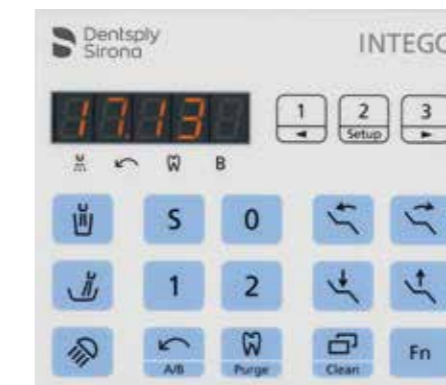 Dentsply
Sirona
INTEGO
17.13
1 2 3
Setup
B
S 0
1 2
A/B Purge Clean Fn